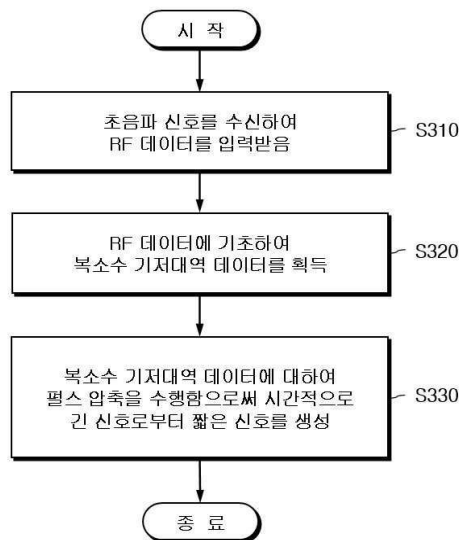 시 작
초음파 신호를 수신하여
RF 데이터를 입력받음
S310
RF 데이터에 기초하여
복소수 기저대역 데이터를 획득
S320
복소수 기저대역 데이터에 대하여
펄스 압축을 수행함으로써 시간적으로
긴 신호로부터 짧은 신호를 생성
S330
종 료